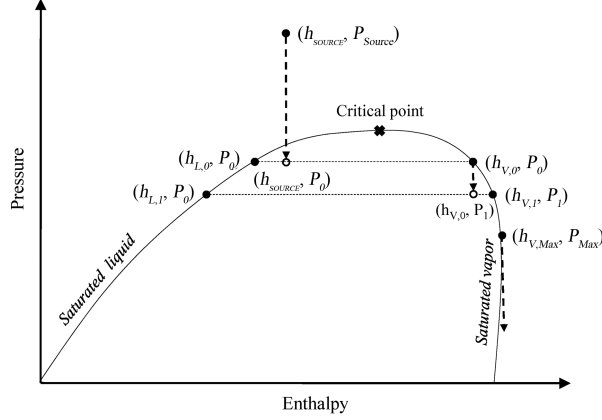 (h_SOURCE, P_Source)
Critical point
(h_L,0, P_0)
(h_V,0, P_0)
(h_SOURCE, P_0)
(h_L,1, P_0)
(h_V,1, P_1)
(h_V,0, P_1)
(h_V,Max, P_Max)
Pressure
Saturated liquid
Saturated vapor
Enthalpy